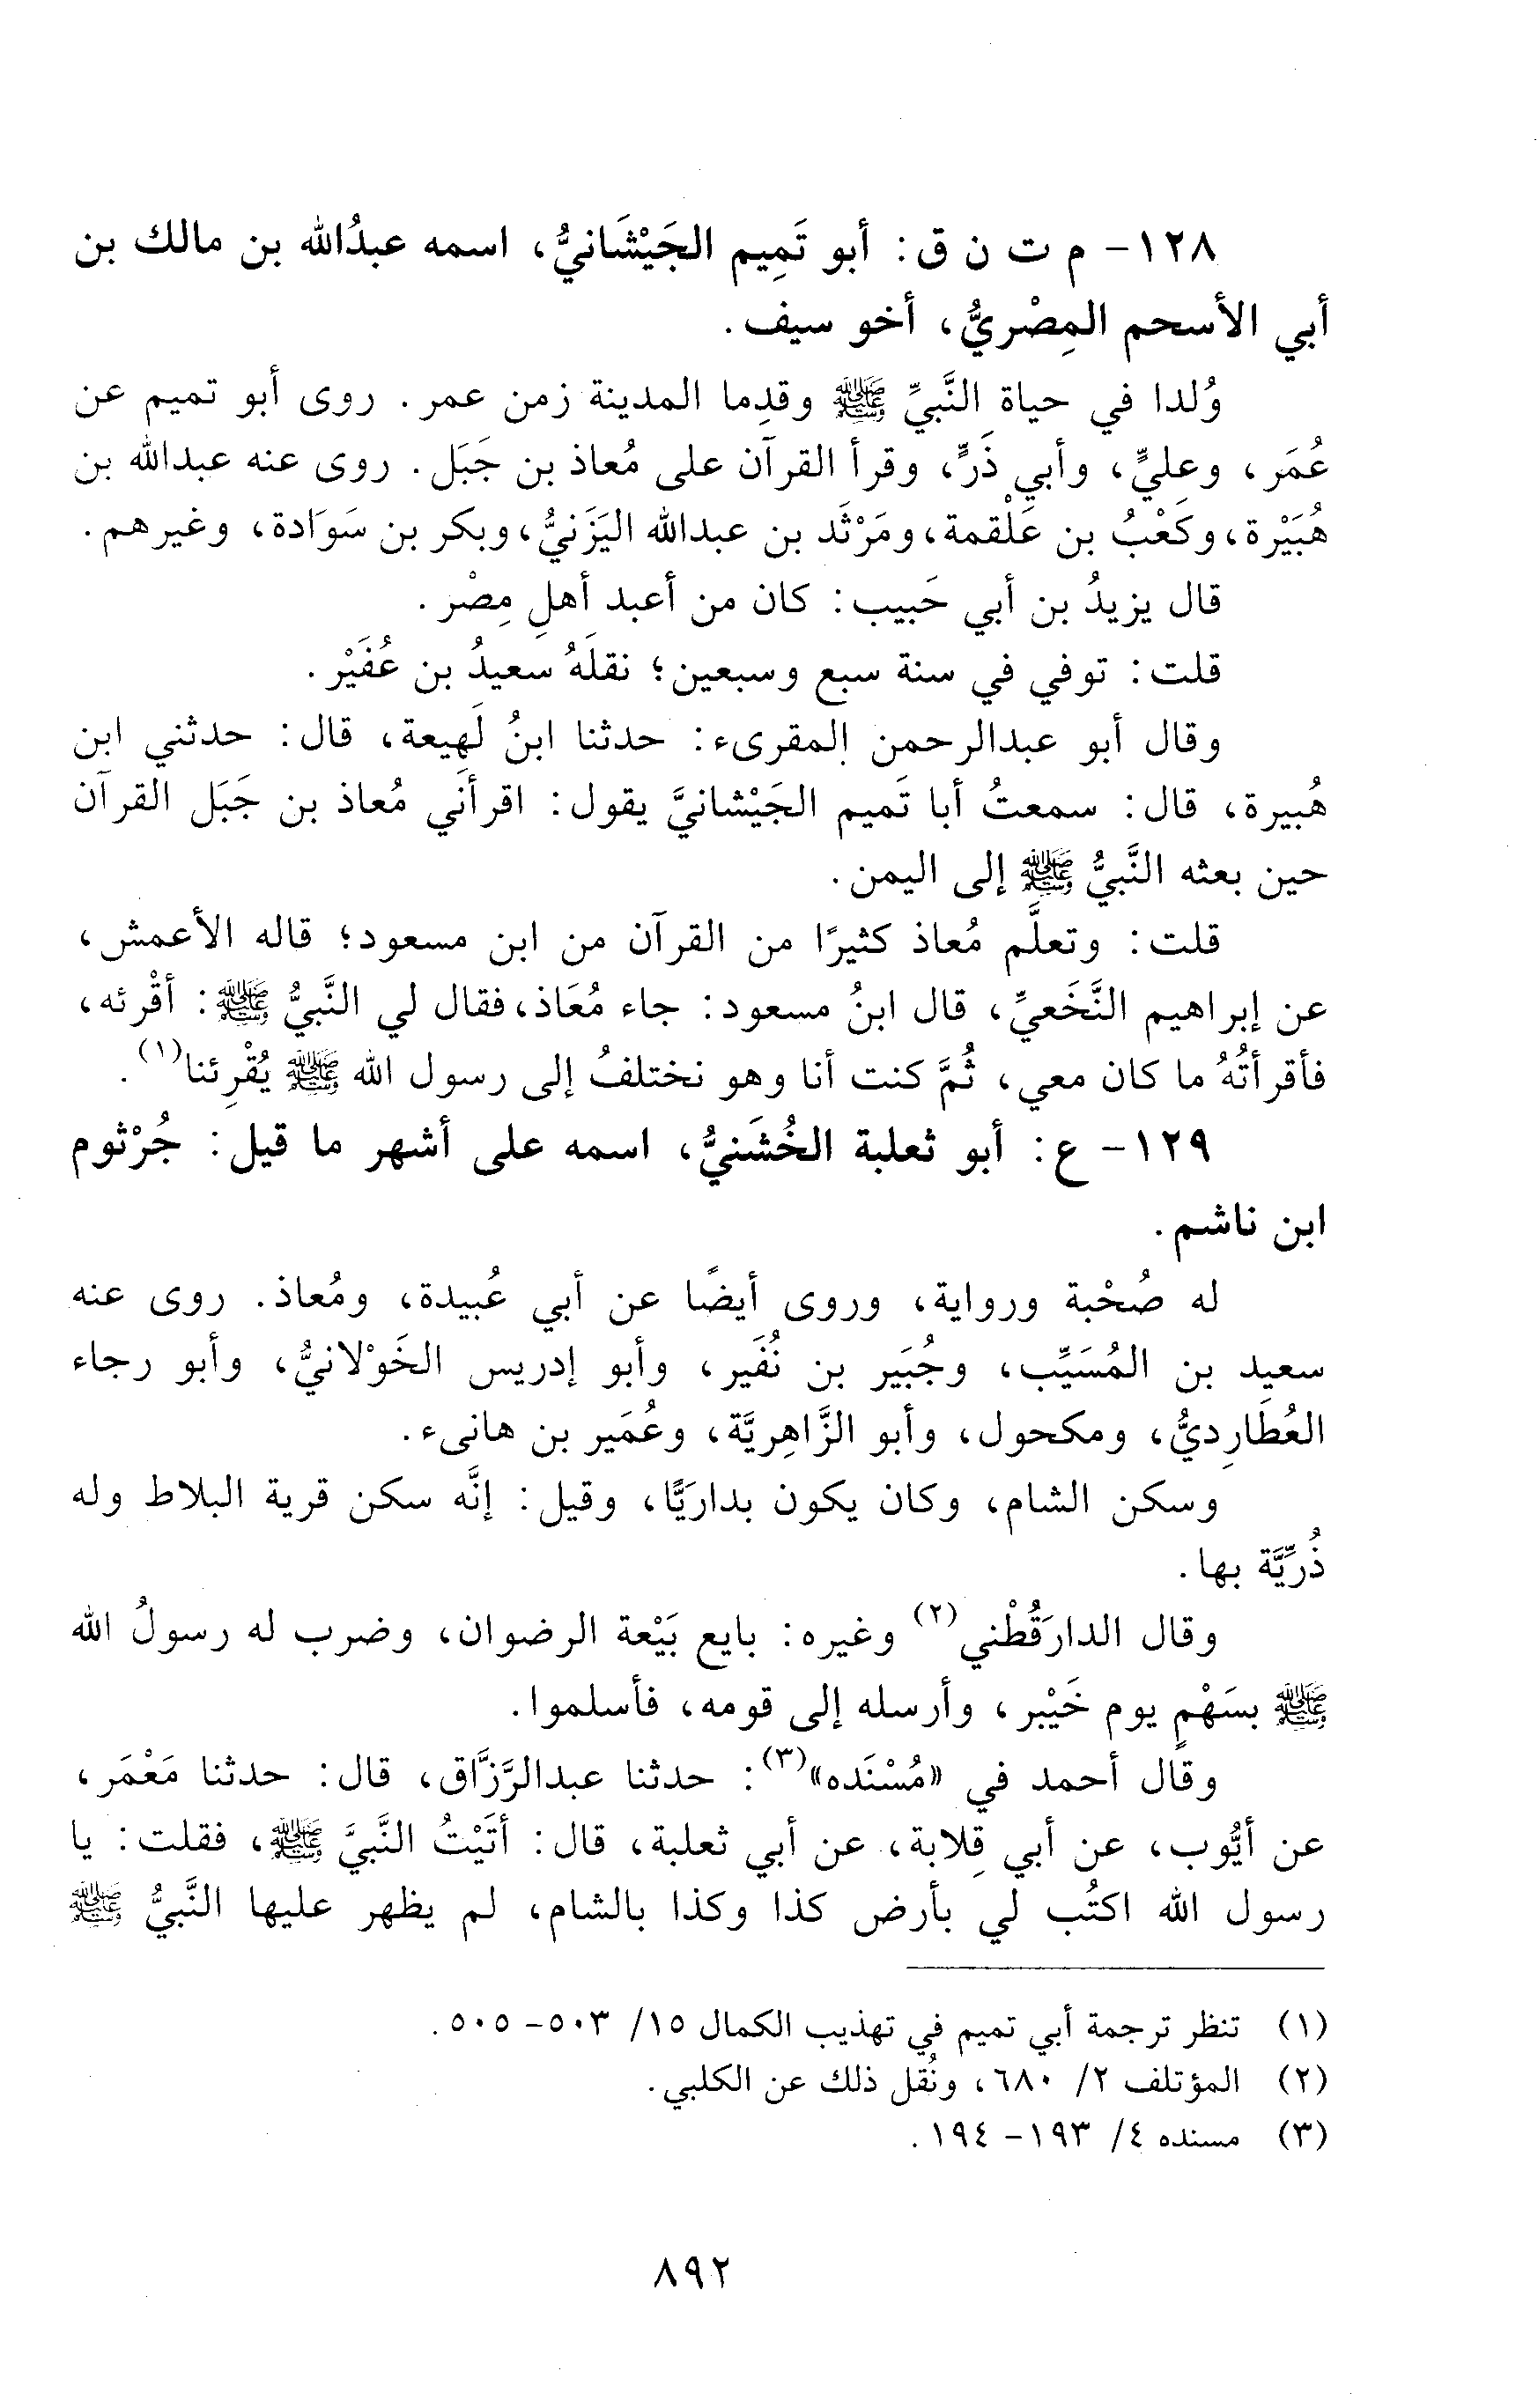 ١٢٨- م ت ن ق: أبو تَمِيم الجَيْشَانيُّ، اسمه عبدُالله بن مالك بن
أبي الأسحم المِصْريُّ، أخو سيف.
وُلدا في حياة النَّبيِّ ﷺ وقدِما المدينة زمن عمر. روى أبو تميم عن
عُمَر، وعليٍّ، وأبي ذَرٍّ، وقرأ القرآن على مُعاذ بن جَبَل. روى عنه عبدالله بن
هُبَيْرة، وكَعْبُ بن عَلْقمة، ومَرْثَد بن عبدالله اليَزَنيُّ، وبكر بن سَوَادة، وغيرهم.
قال يزيدُ بن أبي حَبيب: كان من أعبد أهلِ مِصْر.
قلت: توفي في سنة سبع وسبعين؛ نقلَهُ سعيدُ بن عُفَيْر.
وقال أبو عبدالرحمن المقرىء: حدثنا ابنُ لَهِيعة، قال: حدثني ابن
هُبيرة، قال: سمعتُ أبا تَميم الجَيْشانيَّ يقول: اقرأنَي مُعاذ بن جَبَل القرآن
حين بعثه النَّبيُّ ﷺ إلى اليمن.
قلت: وتعلَّم مُعاذ كثيرًا من القرآن من ابن مسعود؛ قاله الأعمش،
عن إبراهيم النَّخَعيِّ، قال ابنُ مسعود: جاء مُعَاذ، فقال لي النَّبيُّ ﷺ: أقْرئه،
فأقرأتُهُ ما كان معي، ثُمَّ كنت أنا وهو نختلفُ إلى رسول الله ﷺ يُقْرِئنا(١).
١٢٩- ع: أبو ثعلبة الخُشَنيُّ، اسمه على أشهر ما قيل: جُرْثوم
ابن ناشم.
له صُحْبة ورواية، وروى أيضًا عن أبي عُبيدة، ومُعاذ. روى عنه
سعيد بن المُسَيِّب، وجُبَير بن نُفَير، وأبو إدريس الخَوْلانيُّ، وأبو رجاء
العُطَارِديُّ، ومكحول، وأبو الزَّاهِريَّة، وعُمَير بن هانىء.
وسكن الشام، وكان يكون بدارَيَّا، وقيل: إنَّه سكن قرية البلاط وله
ذُرِّيَّة بها.
وقال الدارَقُطْني(٢) وغيره: بايع بَيْعة الرضوان، وضرب له رسولُ الله
ﷺ بسَهْمٍ يوم خَيْبر، وأرسله إلى قومه، فأسلموا.
وقال أحمد في «مُسْنَده»(٣): حدثنا عبدالرَّزَّاق، قال: حدثنا مَعْمَر،
عن أيُّوب، عن أبي قِلابة، عن أبي ثعلبة، قال: أتَيْتُ النَّبيَّ ﷺ، فقلت: يا
رسول الله اكتُب لي بأرض كذا وكذا بالشام، لم يظهر عليها النَّبيُّ ﷺ
(١) تنظر ترجمة أبي تميم في تهذيب الكمال ١٥/ ٥٠٣- ٥٠٥.
(٢) المؤتلف ٢/ ٦٨٠، ونُقل ذلك عن الكلبي.
(٣) مسنده ٤/ ١٩٣- ١٩٤.
٨٩٢